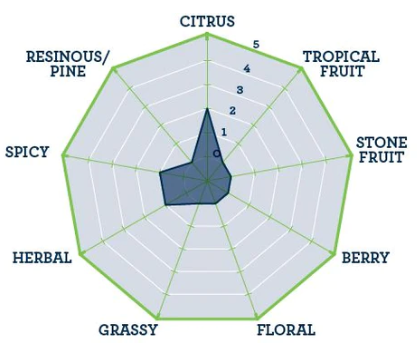 CITRUS
5
RESINOUS/
PINE
TROPICAL
FRUIT
4
3
2
1
0
SPICY
STONE
FRUIT
HERBAL
BERRY
GRASSY
FLORAL